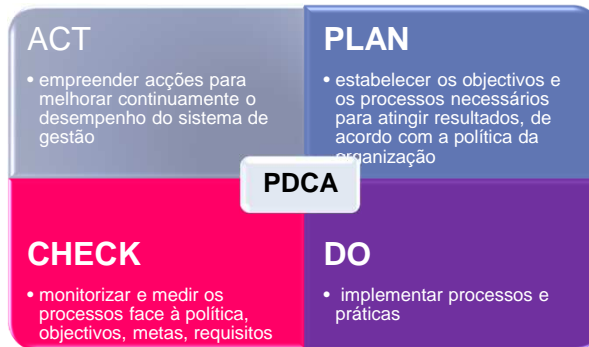 ACT
• empreender acções para
melhorar continuamente o
desempenho do sistema de
gestão
PLAN
• estabelecer os objectivos e
os processos necessários
para atingir resultados, de
acordo com a política da
organização
PDCA
CHECK
• monitorizar e medir os
processos face à política,
objectivos, metas, requisitos
DO
• implementar processos e
práticas